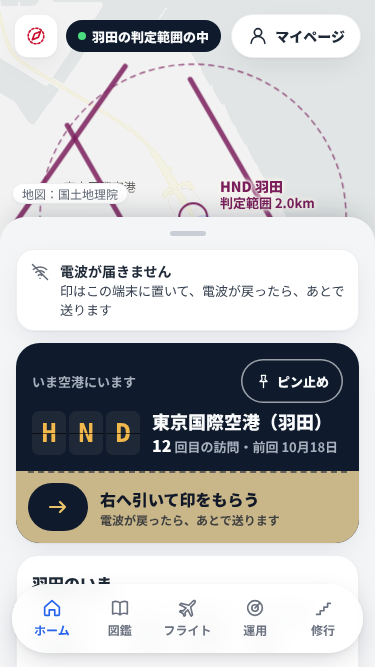 羽田の判定範囲の中
マイページ
地図：国土地理院
HND 羽田
判定範囲 2.0km
電波が届きません
印はこの端末に置いて、電波が戻ったら、あとで
送ります
いま空港にいます
ピン止め
HND
東京国際空港（羽田）
12 回目の訪問・前回 10月18日
右へ引いて印をもらう
電波が戻ったら、あとで送ります
羽田のいま
ホーム
図鑑
フライト
運用
修行